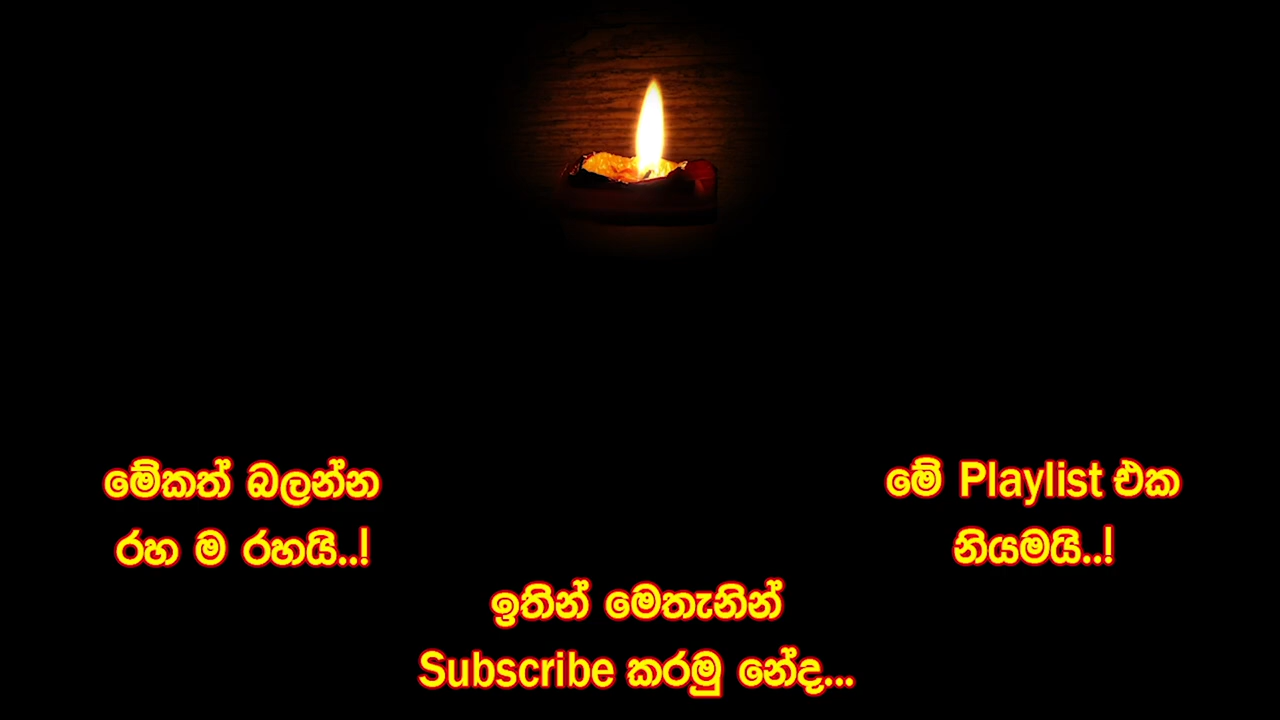 මේකත් බලන්න
රහ ම රහයි..!
මේ Playlist එක
නියමයි..!
ඉතින් මෙතැනින්
Subscribe කරමු නේද...